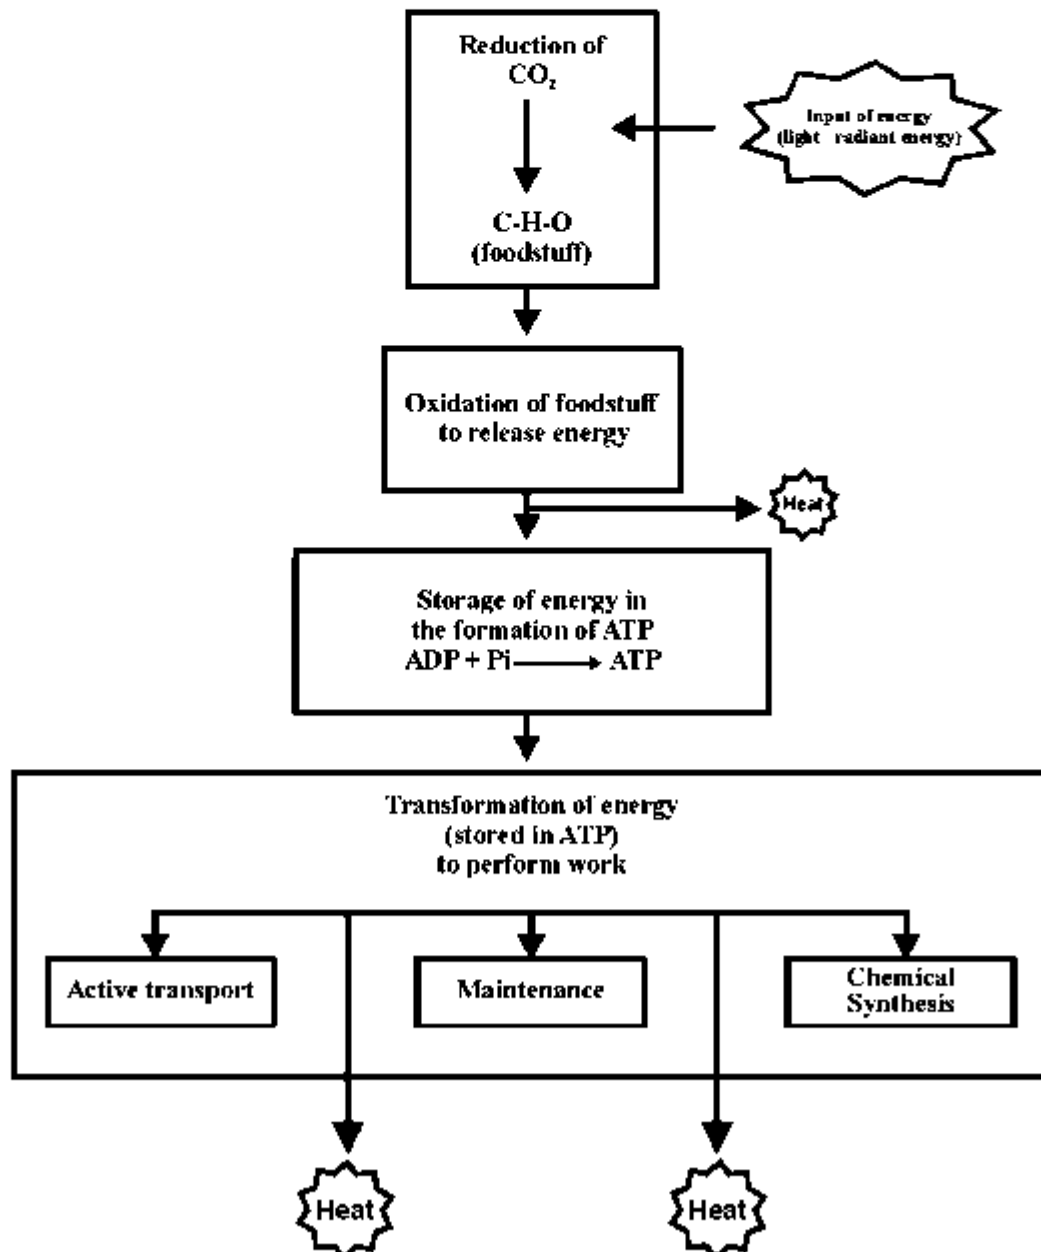 Reduction of
CO₂
Input of energy
(light radiant energy)
C-H-O
(foodstuff)
Oxidation of foodstuff
to release energy
Heat
Storage of energy in
the formation of ATP
ADP + Pi → ATP
Transformation of energy
(stored in ATP)
to perform work
Active transport
Maintenance
Chemical
Synthesis
Heat
Heat